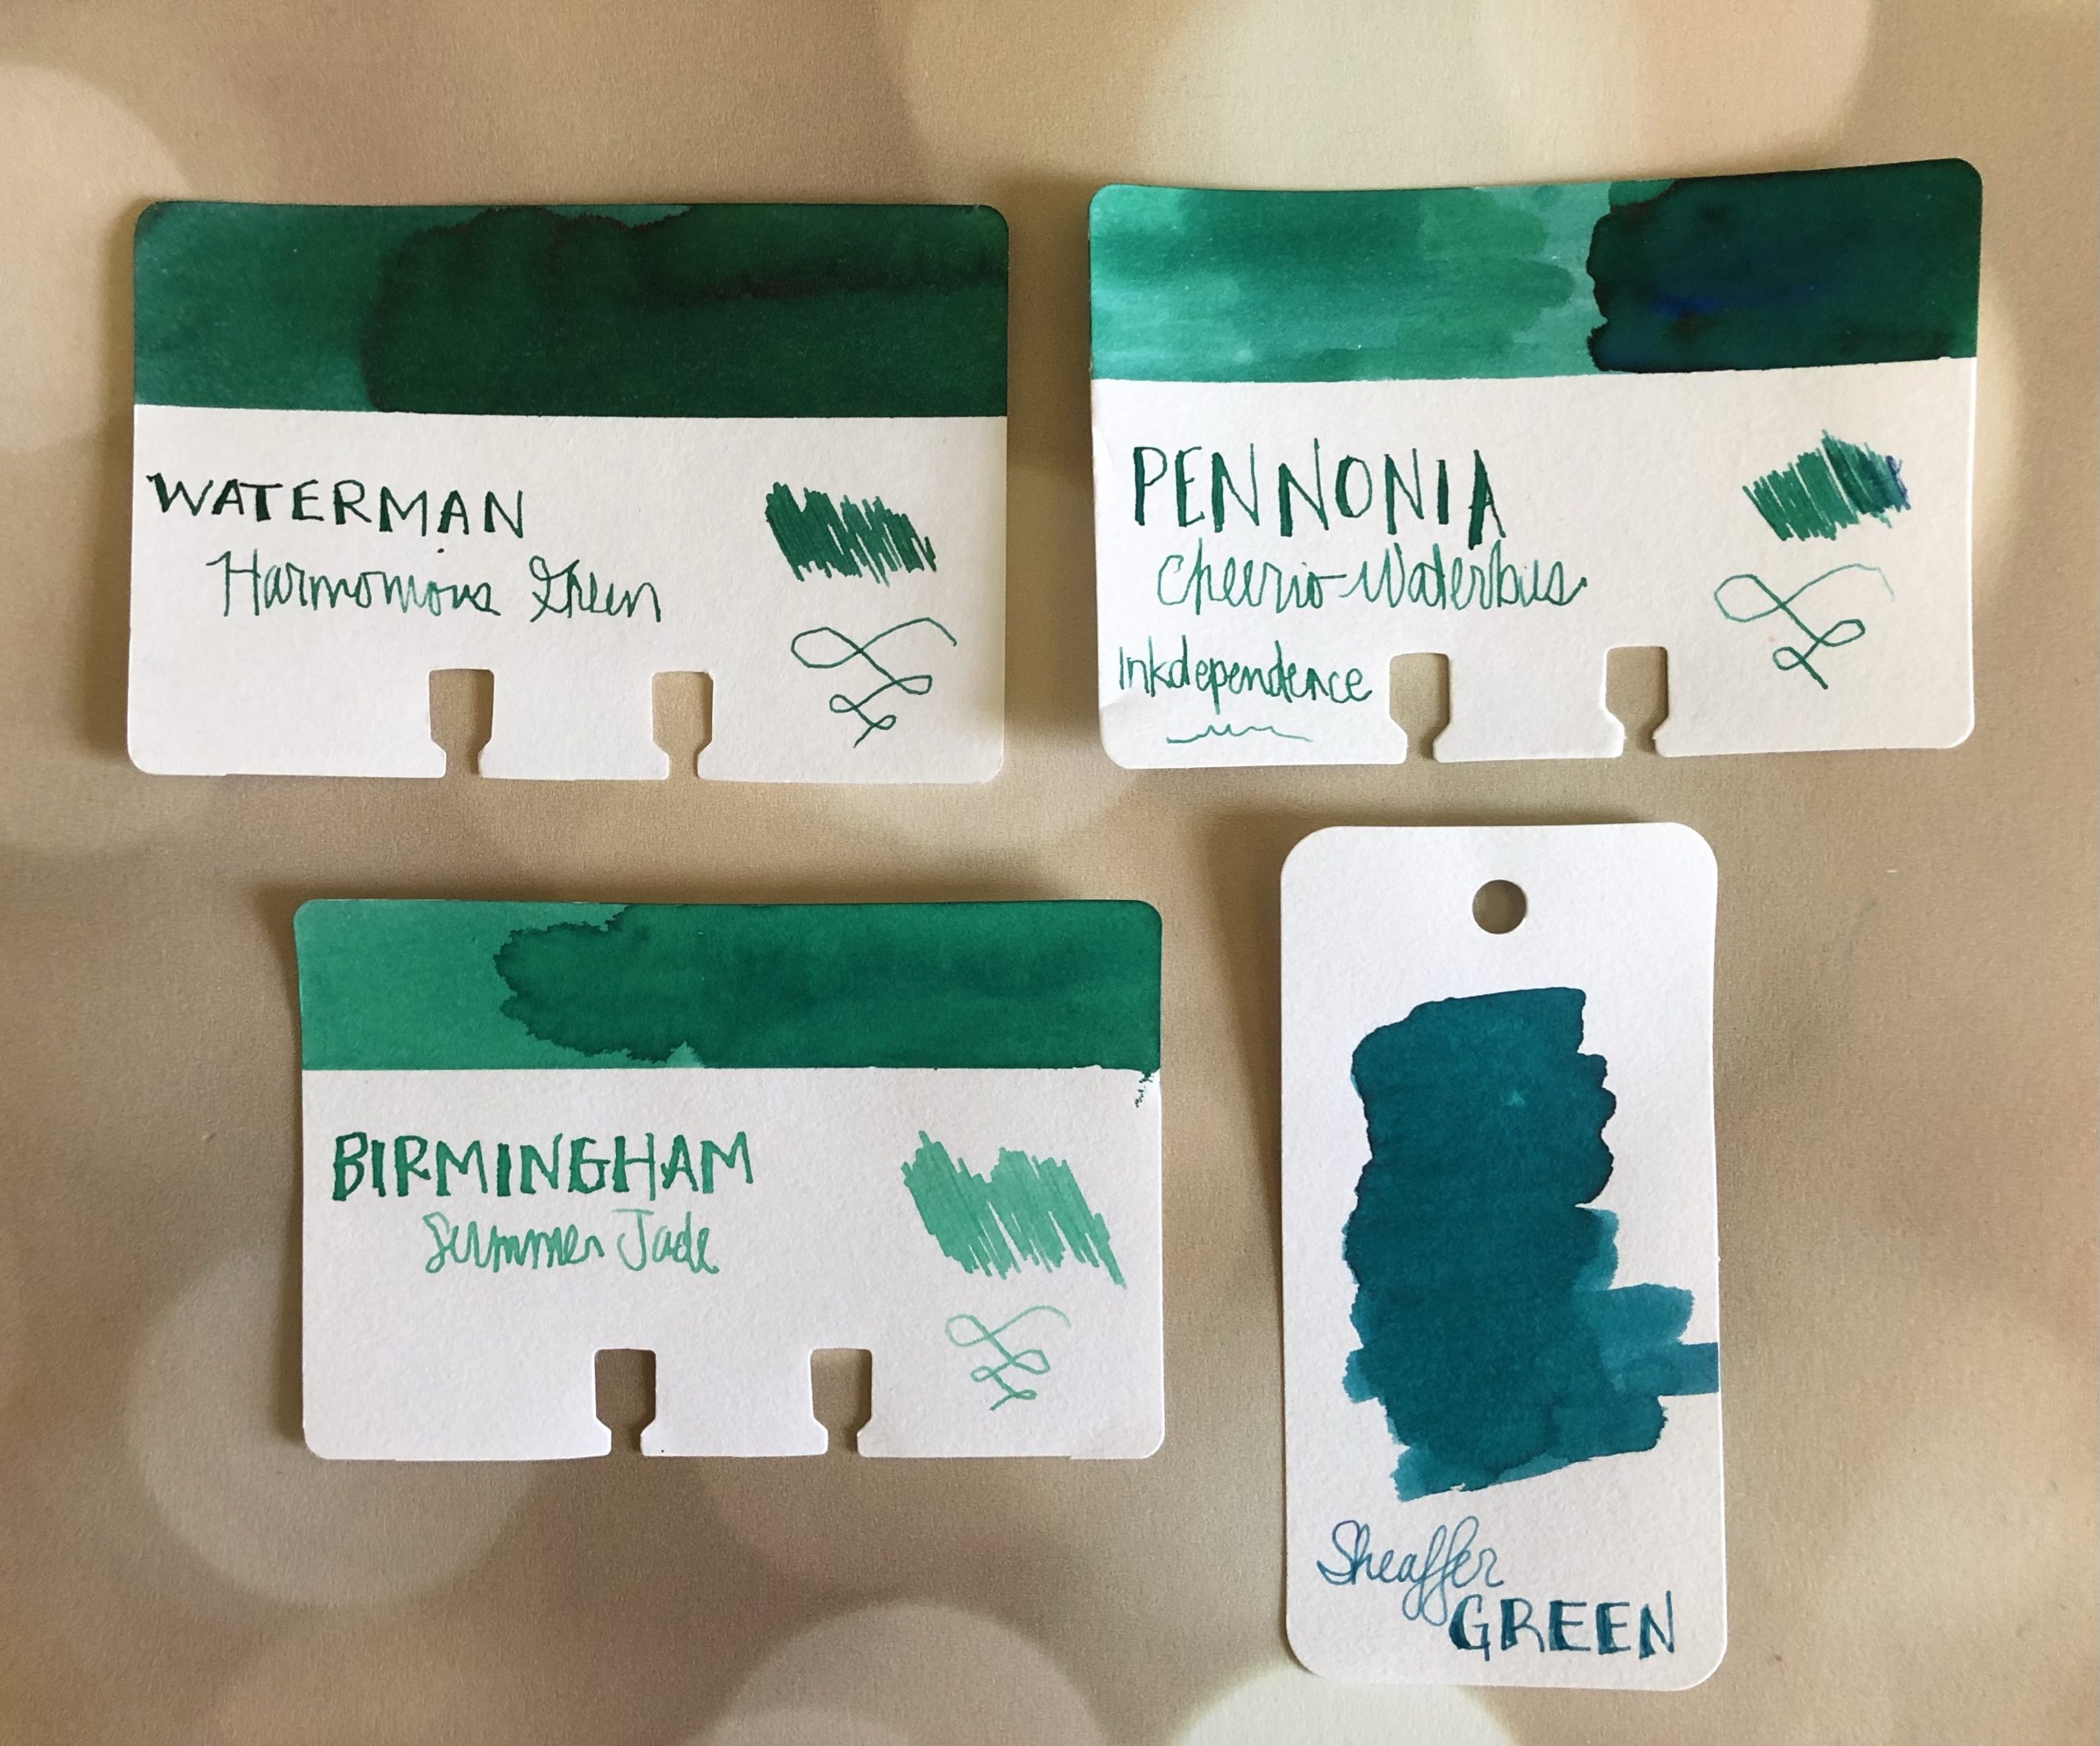 WATERMAN
Harmonious Green
PENNONIA
Cheerio-Waterbus
Inkdependence
BIRMINGHAM
Summer Jade
Sheaffer
GREEN